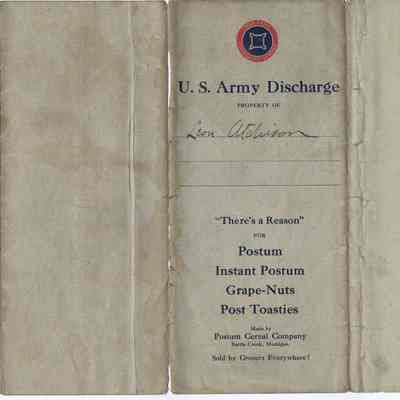 U. S. Army Discharge
PROPERTY OF
Leon Atchison
"There's a Reason"
FOR
Postum
Instant Postum
Grape-Nuts
Post Toasties
Made by
Postum Cereal Company
Battle Creek, Michigan
Sold by Grocers Everywhere!